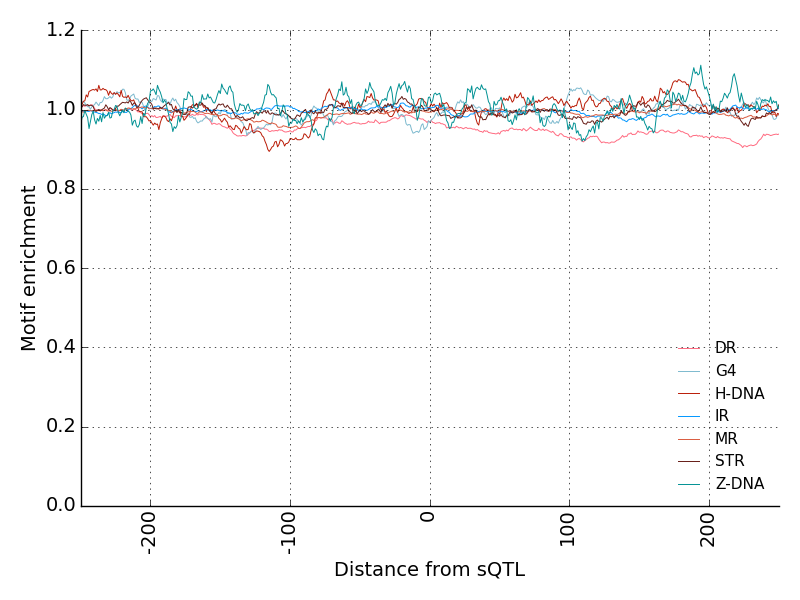 1.2
1.0
0.8
0.6
0.4
0.2
0.0
Motif enrichment
DR
G4
H-DNA
IR
MR
STR
Z-DNA
-200
-100
0
100
200
Distance from sQTL